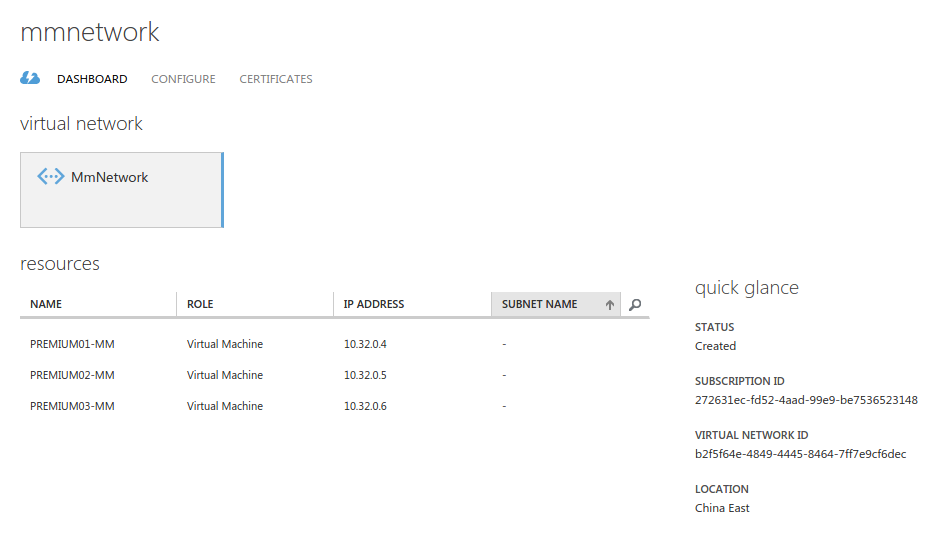 mmnetwork
DASHBOARD CONFIGURE CERTIFICATES
virtual network
MmNetwork
resources
NAME ROLE IP ADDRESS SUBNET NAME
PREMIUM01-MM Virtual Machine 10.32.0.4 -
PREMIUM02-MM Virtual Machine 10.32.0.5 -
PREMIUM03-MM Virtual Machine 10.32.0.6 -
quick glance
STATUS
Created
SUBSCRIPTION ID
272631ec-fd52-4aad-99e9-be7536523148
VIRTUAL NETWORK ID
b2f5f64e-4849-4445-8464-7ff7e9cf6dec
LOCATION
China East